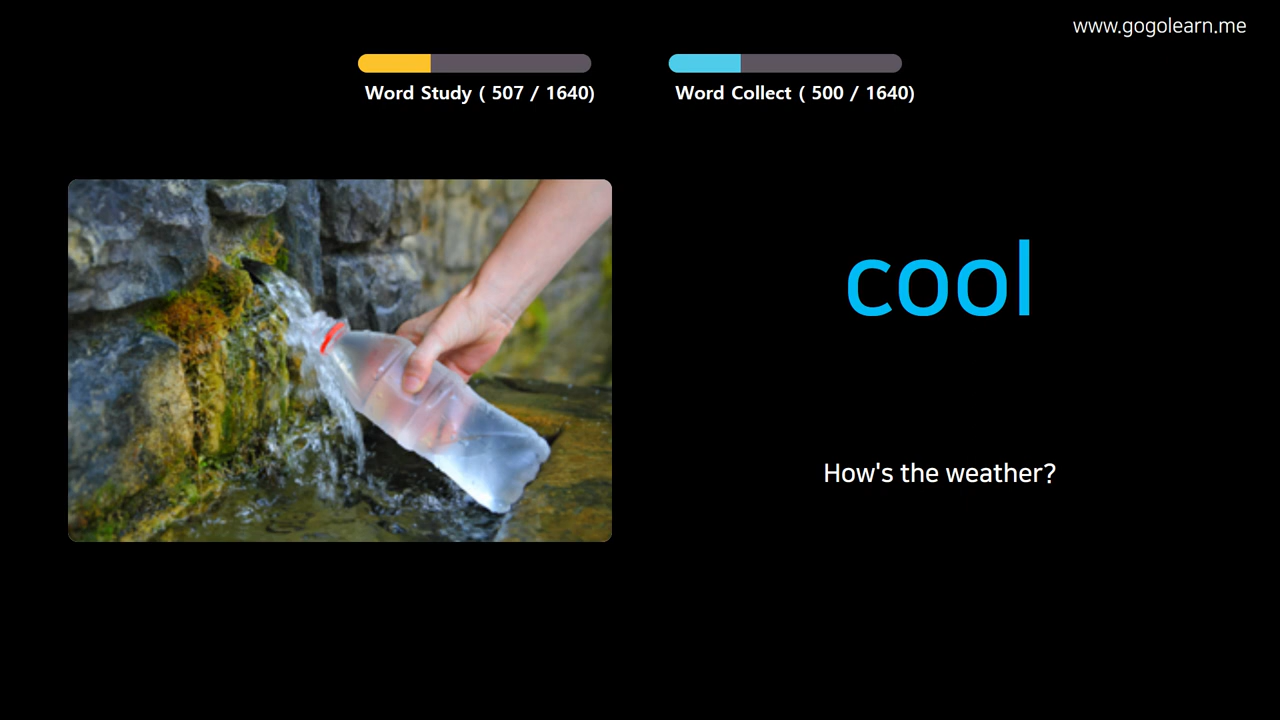 www.gogolearn.me
Word Study ( 507 / 1640)
Word Collect ( 500 / 1640)
cool
How's the weather?